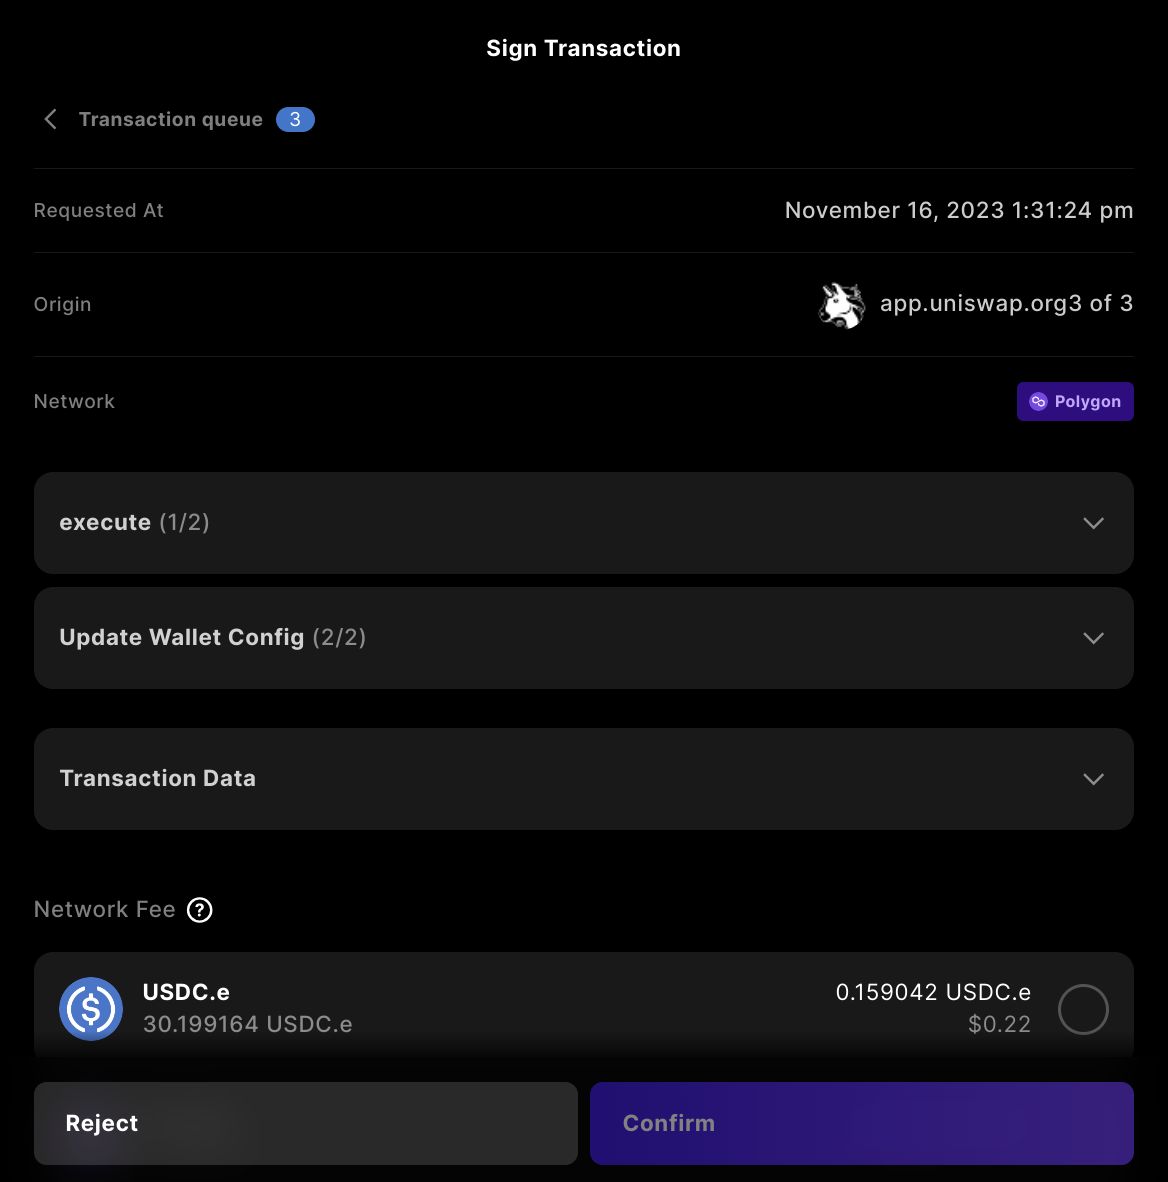 Sign Transaction
Transaction queue 3
Requested At
November 16, 2023 1:31:24 pm
Origin
app.uniswap.org3 of 3
Network
Polygon
execute (1/2)
Update Wallet Config (2/2)
Transaction Data
Network Fee ?
USDC.e
0.159042 USDC.e
30.199164 USDC.e
$0.22
Reject
Confirm